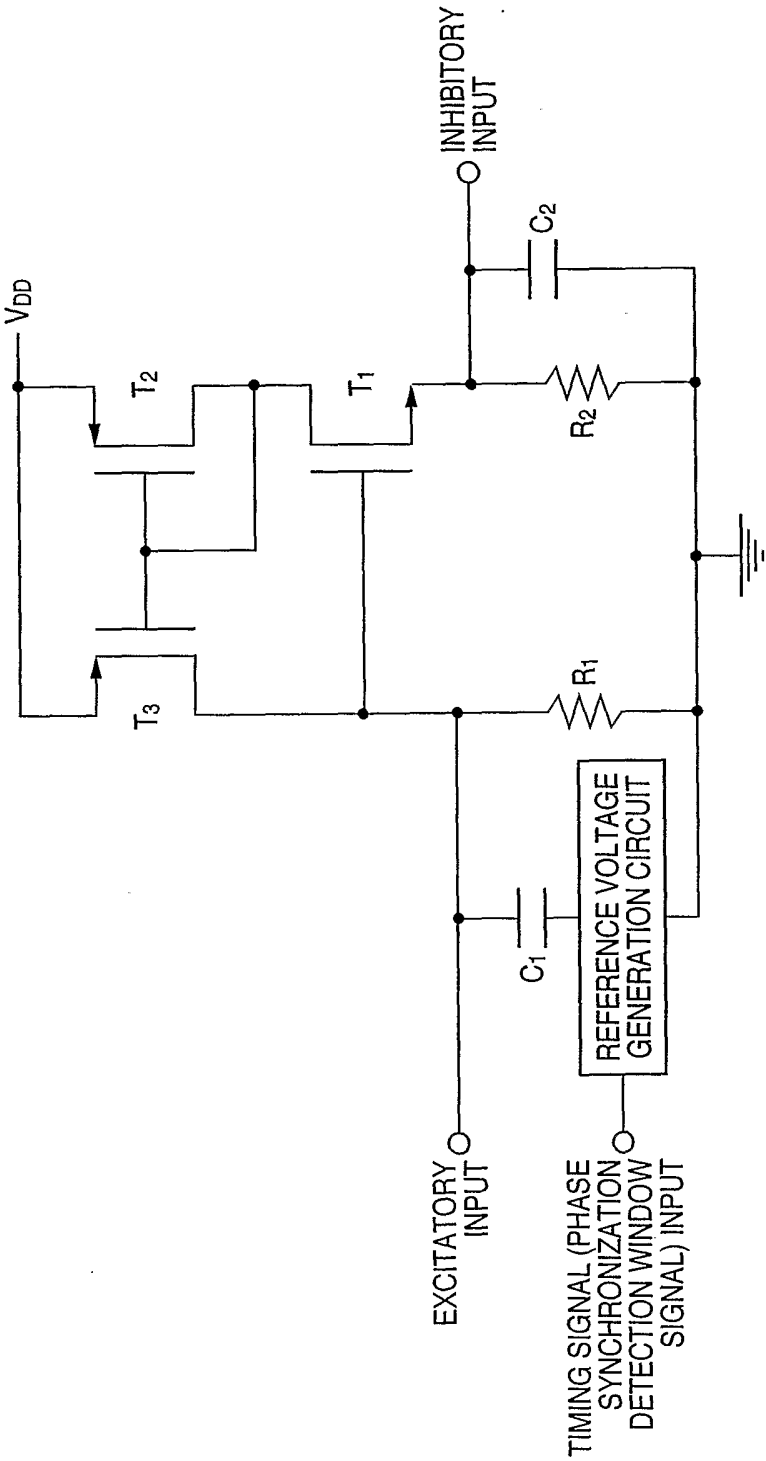 VDD
T3
T2
T1
EXCITATORY
INPUT
INHIBITORY
INPUT
C1
R1
R2
C2
REFERENCE VOLTAGE
GENERATION CIRCUIT
TIMING SIGNAL (PHASE
SYNCHRONIZATION
DETECTION WINDOW
SIGNAL) INPUT